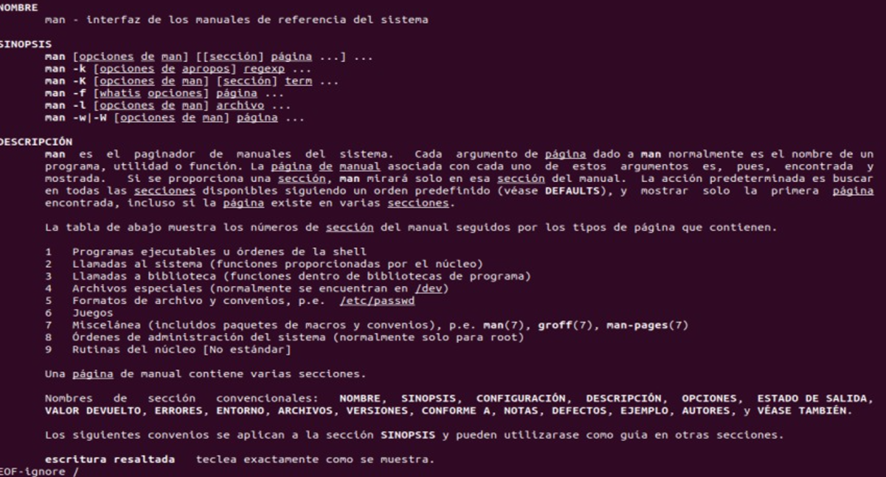 NOMBRE
man - interfaz de los manuales de referencia del sistema
SINOPSIS
man [opciones de man] [[sección] página ...] ...
man -k [opciones de apropos] regexp ...
man -K [opciones de man] [sección] term ...
man -f [whatis opciones] página ...
man -l [opciones de man] archivo ...
man -w|-W [opciones de man] página ...
DESCRIPCIÓN
man es el paginador de manuales del sistema. Cada argumento de página dado a man normalmente es el nombre de un
programa, utilidad o función. La página de manual asociada con cada uno de estos argumentos es, pues, encontrada y
mostrada. Si se proporciona una sección, man mirará solo en esa sección del manual. La acción predeterminada es buscar
en todas las secciones disponibles siguiendo un orden predefinido (véase DEFAULTS), y mostrar solo la primera página
encontrada, incluso si la página existe en varias secciones.
La tabla de abajo muestra los números de sección del manual seguidos por los tipos de página que contienen.
1 Programas ejecutables u órdenes de la shell
2 Llamadas al sistema (funciones proporcionadas por el núcleo)
3 Llamadas a biblioteca (funciones dentro de bibliotecas de programa)
4 Archivos especiales (normalmente se encuentran en /dev)
5 Formatos de archivo y convenios, p.e. /etc/passwd
6 Juegos
7 Miscelánea (incluidos paquetes de macros y convenios), p.e. man(7), groff(7), man-pages(7)
8 Órdenes de administración del sistema (normalmente solo para root)
9 Rutinas del núcleo [No estándar]
Una página de manual contiene varias secciones.
Nombres de sección convencionales: NOMBRE, SINOPSIS, CONFIGURACIÓN, DESCRIPCIÓN, OPCIONES, ESTADO DE SALIDA,
VALOR DEVUELTO, ERRORES, ENTORNO, ARCHIVOS, VERSIONES, CONFORME A, NOTAS, DEFECTOS, EJEMPLO, AUTORES, y VÉASE TAMBIÉN.
Los siguientes convenios se aplican a la sección SINOPSIS y pueden utilizarase como guía en otras secciones.
escritura resaltada teclea exactamente como se muestra.
EOF-ignore /